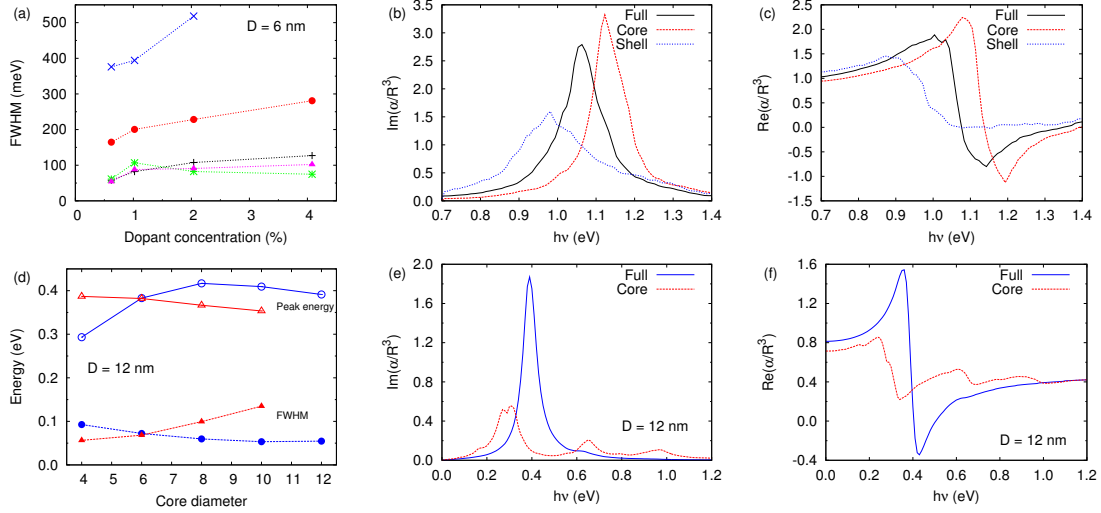 (a)
D = 6 nm
FWHM (meV)
500
400
300
200
100
0
0 1 2 3 4
Dopant concentration (%)
(b)
Full
Core
Shell
Im(α/R³)
3.5
3.0
2.5
2.0
1.5
1.0
0.5
0.0
0.7 0.8 0.9 1.0 1.1 1.2 1.3 1.4
hν (eV)
(c)
Full
Core
Shell
Re(α/R³)
2.5
2.0
1.5
1.0
0.5
0.0
-0.5
-1.0
-1.5
0.7 0.8 0.9 1.0 1.1 1.2 1.3 1.4
hν (eV)
(d)
Peak energy
D = 12 nm
FWHM
Energy (eV)
0.4
0.3
0.2
0.1
0.0
4 5 6 7 8 9 10 11 12
Core diameter
(e)
Full
Core
D = 12 nm
Im(α/R³)
2.0
1.6
1.2
0.8
0.4
0.0
0.0 0.2 0.4 0.6 0.8 1.0 1.2
hν (eV)
(f)
Full
Core
D = 12 nm
Re(α/R³)
1.6
1.2
0.8
0.4
0.0
-0.4
0.0 0.2 0.4 0.6 0.8 1.0 1.2
hν (eV)